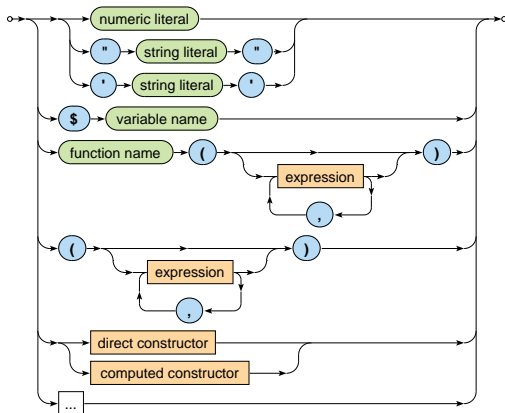 numeric literal
" string literal "
' string literal '
$ variable name
function name ( )
expression
,
( )
expression
,
direct constructor
computed constructor
...